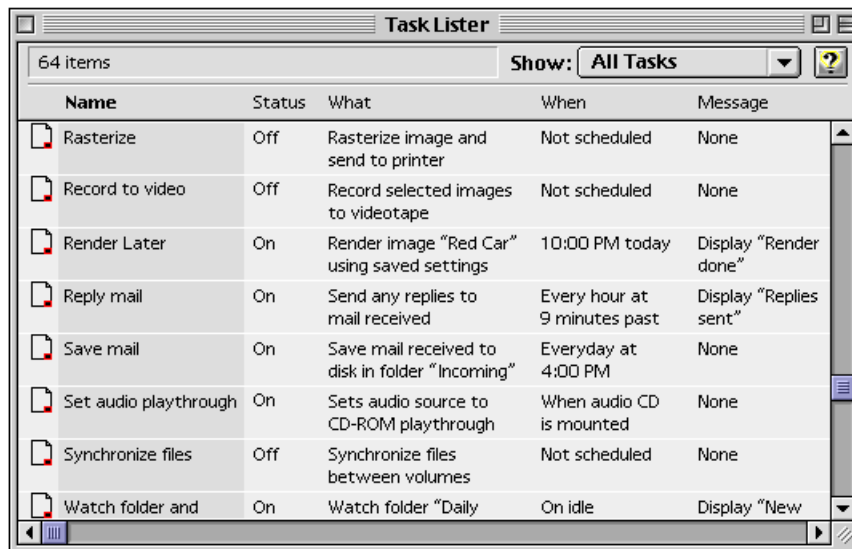 Task Lister
64 items Show: All Tasks ?
Name Status What When Message
Rasterize Off Rasterize image and Not scheduled None
send to printer
Record to video Off Record selected images Not scheduled None
to videotape
Render Later On Render image “Red Car” 10:00 PM today Display “Render
using saved settings done”
Reply mail On Send any replies to Every hour at Display “Replies
mail received 9 minutes past sent”
Save mail On Save mail received to Everyday at None
disk in folder “Incoming” 4:00 PM
Set audio playthrough On Sets audio source to When audio CD None
CD-ROM playthrough is mounted
Synchronize files Off Synchronize files Not scheduled None
between volumes
Watch folder and On Watch folder “Daily On idle Display “New